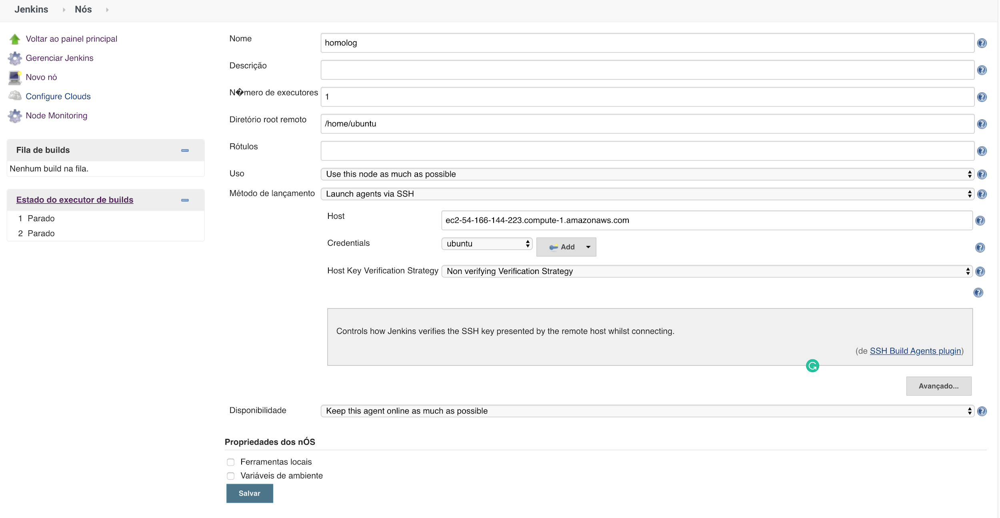 Jenkins
Nós
Voltar ao painel principal
Gerenciar Jenkins
Novo nó
Configure Clouds
Node Monitoring
Fila de builds
Nenhum build na fila.
Estado do executor de builds
1 Parado
2 Parado
Nome
homolog
Descrição
N�mero de executores
1
Diretório root remoto
/home/ubuntu
Rótulos
Uso
Use this node as much as possible
Método de lançamento
Launch agents via SSH
Host
ec2-54-166-144-223.compute-1.amazonaws.com
Credentials
ubuntu
Add
Host Key Verification Strategy
Non verifying Verification Strategy
Controls how Jenkins verifies the SSH key presented by the remote host whilst connecting.
(de SSH Build Agents plugin)
Avançado...
Disponibilidade
Keep this agent online as much as possible
Propriedades dos nÓS
Ferramentas locais
Variáveis de ambiente
Salvar